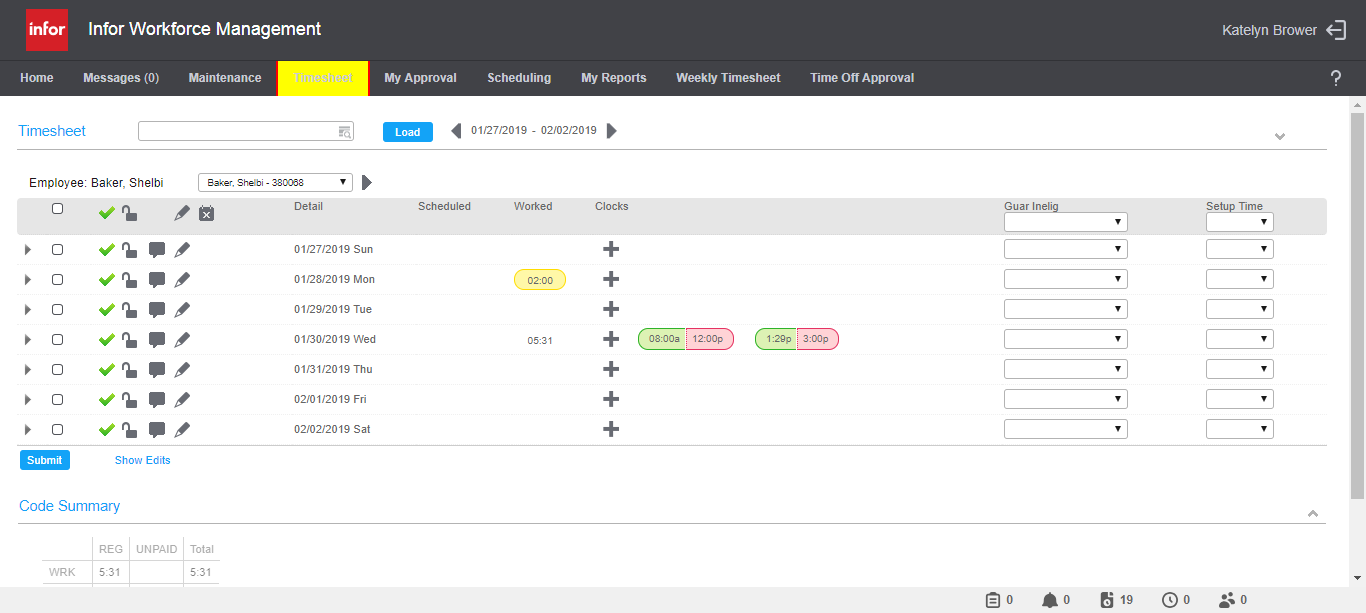 infor Infor Workforce Management Katelyn Brower
Home Messages (0) Maintenance Timesheet My Approval Scheduling My Reports Weekly Timesheet Time Off Approval ?
Timesheet Load 01/27/2019 - 02/02/2019
Employee: Baker, Shelbi Baker, Shelbi - 380068
Detail Scheduled Worked Clocks Guar Inelig Setup Time
01/27/2019 Sun
01/28/2019 Mon 02:00
01/29/2019 Tue
01/30/2019 Wed 05:31 08:00a 12:00p 1:29p 3:00p
01/31/2019 Thu
02/01/2019 Fri
02/02/2019 Sat
Submit Show Edits
Code Summary
REG UNPAID Total
WRK 5:31 5:31
0 0 19 0 0